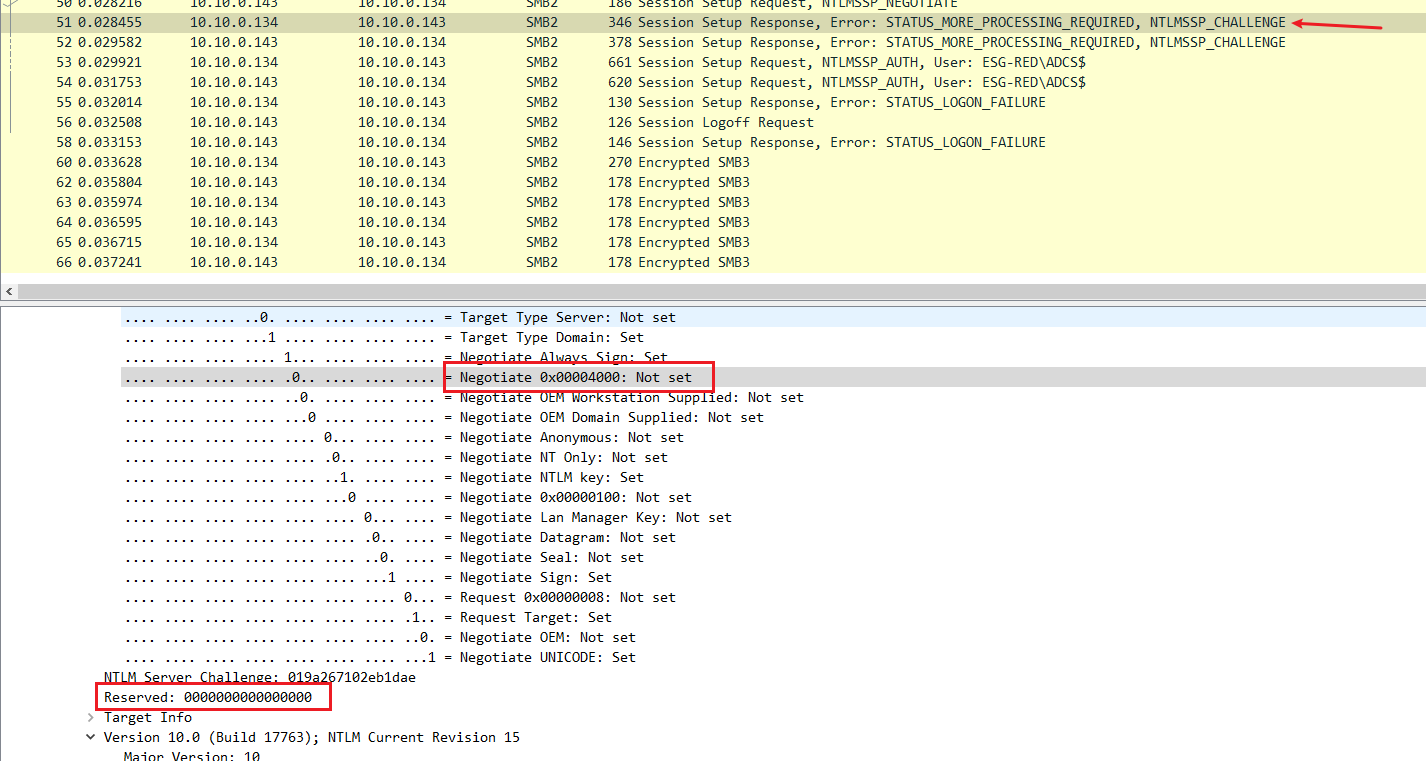 50 0.028216 10.10.0.143 10.10.0.134 SMB2 186 Session Setup Request, NTLMSSP_NEGOTIATE
51 0.028455 10.10.0.134 10.10.0.143 SMB2 346 Session Setup Response, Error: STATUS_MORE_PROCESSING_REQUIRED, NTLMSSP_CHALLENGE
52 0.029582 10.10.0.143 10.10.0.134 SMB2 378 Session Setup Response, Error: STATUS_MORE_PROCESSING_REQUIRED, NTLMSSP_CHALLENGE
53 0.029921 10.10.0.134 10.10.0.143 SMB2 661 Session Setup Request, NTLMSSP_AUTH, User: ESG-RED\ADCS$
54 0.031753 10.10.0.143 10.10.0.134 SMB2 620 Session Setup Request, NTLMSSP_AUTH, User: ESG-RED\ADCS$
55 0.032014 10.10.0.134 10.10.0.143 SMB2 130 Session Setup Response, Error: STATUS_LOGON_FAILURE
56 0.032508 10.10.0.143 10.10.0.134 SMB2 126 Session Logoff Request
58 0.033153 10.10.0.143 10.10.0.134 SMB2 146 Session Setup Response, Error: STATUS_LOGON_FAILURE
60 0.033628 10.10.0.143 10.10.0.134 SMB2 270 Encrypted SMB3
62 0.035804 10.10.0.134 10.10.0.143 SMB2 178 Encrypted SMB3
63 0.035974 10.10.0.143 10.10.0.134 SMB2 178 Encrypted SMB3
64 0.036595 10.10.0.134 10.10.0.143 SMB2 178 Encrypted SMB3
65 0.036715 10.10.0.134 10.10.0.143 SMB2 178 Encrypted SMB3
66 0.037241 10.10.0.143 10.10.0.134 SMB2 178 Encrypted SMB3
.... .... .... ..0. .... .... .... .... = Target Type Server: Not set
.... .... .... ...1 .... .... .... .... = Target Type Domain: Set
.... .... .... .... 1... .... .... .... = Negotiate Always Sign: Set
.... .... .... .... .0.. .... .... .... = Negotiate 0x00004000: Not set
.... .... .... .... ..0. .... .... .... = Negotiate OEM Workstation Supplied: Not set
.... .... .... .... ...0 .... .... .... = Negotiate OEM Domain Supplied: Not set
.... .... .... .... .... 0... .... .... = Negotiate Anonymous: Not set
.... .... .... .... .... .0.. .... .... = Negotiate NT Only: Not set
.... .... .... .... .... ..1. .... .... = Negotiate NTLM key: Set
.... .... .... .... .... ...0 .... .... = Negotiate 0x00000100: Not set
.... .... .... .... .... .... 0... .... = Negotiate Lan Manager Key: Not set
.... .... .... .... .... .... .0.. .... = Negotiate Datagram: Not set
.... .... .... .... .... .... ..0. .... = Negotiate Seal: Not set
.... .... .... .... .... .... ...1 .... = Negotiate Sign: Set
.... .... .... .... .... .... .... 0... = Request 0x00000008: Not set
.... .... .... .... .... .... .... .1.. = Request Target: Set
.... .... .... .... .... .... .... ..0. = Negotiate OEM: Not set
.... .... .... .... .... .... .... ...1 = Negotiate UNICODE: Set
NTLM Server Challenge: 019a267102eb1dae
Reserved: 0000000000000000
Target Info
Version 10.0 (Build 17763); NTLM Current Revision 15
Major Version: 10